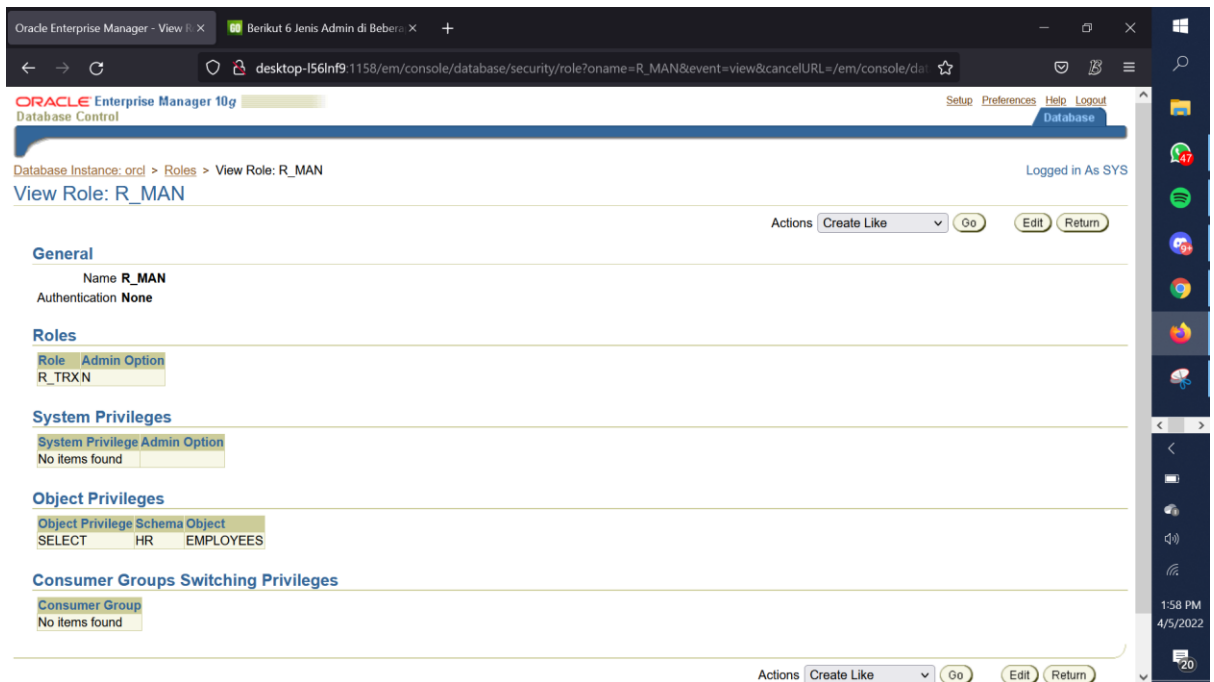 Oracle Enterprise Manager - View R
Berikut 6 Jenis Admin di Bebera
desktop-l56lnf9:1158/em/console/database/security/role?oname=R_MAN&event=view&cancelURL=/em/console/dat
ORACLE Enterprise Manager 10g
Database Control
Setup Preferences Help Logout
Database
Database Instance: orcl > Roles > View Role: R_MAN
Logged in As SYS
View Role: R_MAN
Actions Create Like Go Edit Return
General
Name R_MAN
Authentication None
Roles
Role Admin Option
R_TRX N
System Privileges
System Privilege Admin Option
No items found
Object Privileges
Object Privilege Schema Object
SELECT HR EMPLOYEES
Consumer Groups Switching Privileges
Consumer Group
No items found
Actions Create Like Go Edit Return
47
9+
1:58 PM
4/5/2022
20